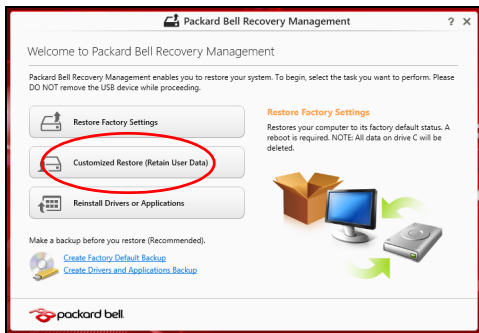 Packard Bell Recovery Management
? X
Welcome to Packard Bell Recovery Management
Packard Bell Recovery Management enables you to restore your system. To begin, select the task you want to perform. Please
DO NOT remove the USB device while proceeding.
Restore Factory Settings
Customized Restore (Retain User Data)
Reinstall Drivers or Applications
Restore Factory Settings
Restores your computer to its factory default status. A
reboot is required. NOTE: All data on drive C will be
deleted.
Make a backup before you restore (Recommended).
Create Factory Default Backup
Create Drivers and Applications Backup
packard bell